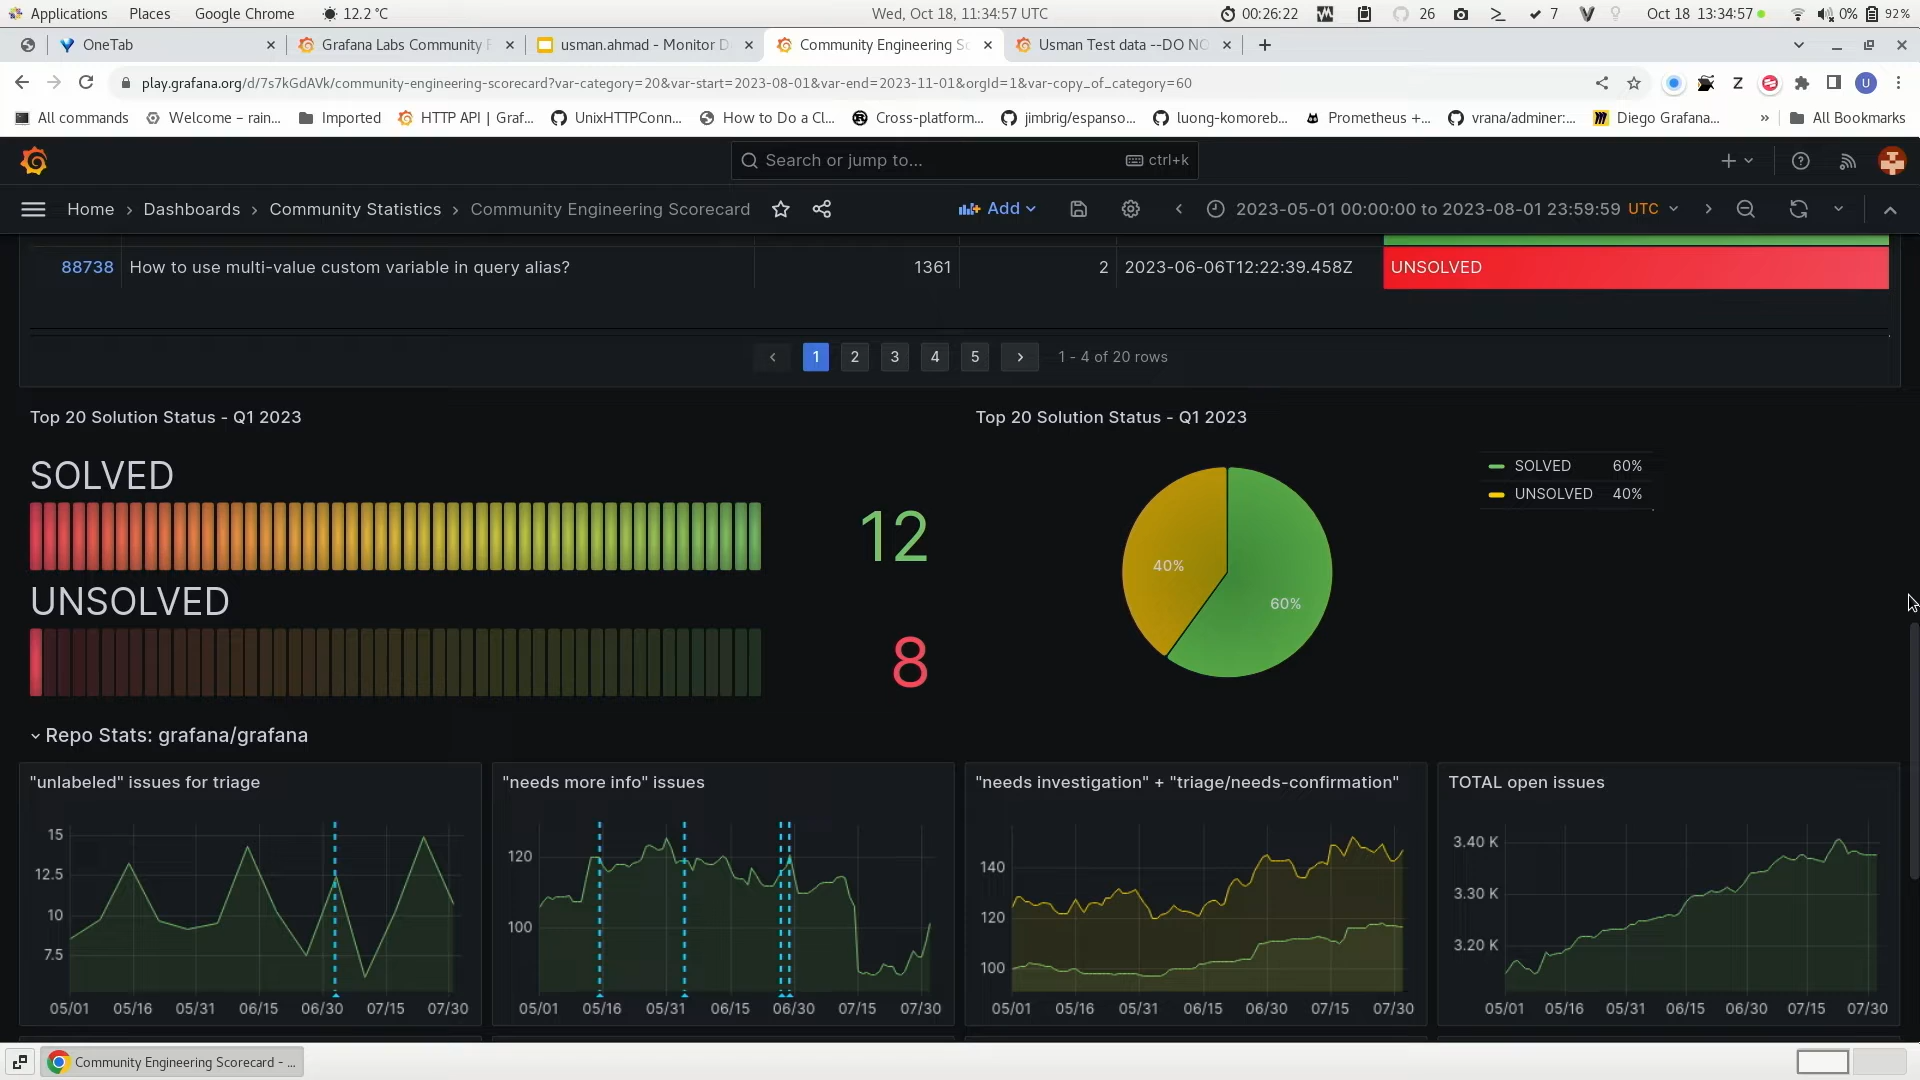 Applications Places Google Chrome 12.2 °C Wed, Oct 18, 11:34:57 UTC 00:26:22 26 7 Oct 18 13:34:57 0% 92%
OneTab Grafana Labs Community usman.ahmad - Monitor D Community Engineering Sc Usman Test data --DO NO
play.grafana.org/d/7s7kGdAVk/community-engineering-scorecard?var-category=20&var-start=2023-08-01&var-end=2023-11-01&orgId=1&var-copy_of_category=60 Z U
All commands Welcome – rain... Imported HTTP API | Graf... UnixHTTPConn... How to Do a Cl... Cross-platform... jimbrig/espanso... luong-komoreb... Prometheus +... vrana/adminer:... Diego Grafana... » All Bookmarks
Search or jump to... ctrl+k
Home › Dashboards › Community Statistics › Community Engineering Scorecard Add 2023-05-01 00:00:00 to 2023-08-01 23:59:59 UTC
88738 How to use multi-value custom variable in query alias? 1361 2 2023-06-06T12:22:39.458Z UNSOLVED
1 2 3 4 5 1 - 4 of 20 rows
Top 20 Solution Status - Q1 2023
SOLVED
12
UNSOLVED
8
Top 20 Solution Status - Q1 2023
40%
60%
SOLVED 60%
UNSOLVED 40%
Repo Stats: grafana/grafana
"unlabeled" issues for triage
15
12.5
10
7.5
05/01 05/16 05/31 06/15 06/30 07/15 07/30
"needs more info" issues
120
100
05/01 05/16 05/31 06/15 06/30 07/15 07/30
"needs investigation" + "triage/needs-confirmation"
140
120
100
05/01 05/16 05/31 06/15 06/30 07/15 07/30
TOTAL open issues
3.40 K
3.30 K
3.20 K
05/01 05/16 05/31 06/15 06/30 07/15 07/30
Community Engineering Scorecard - ...